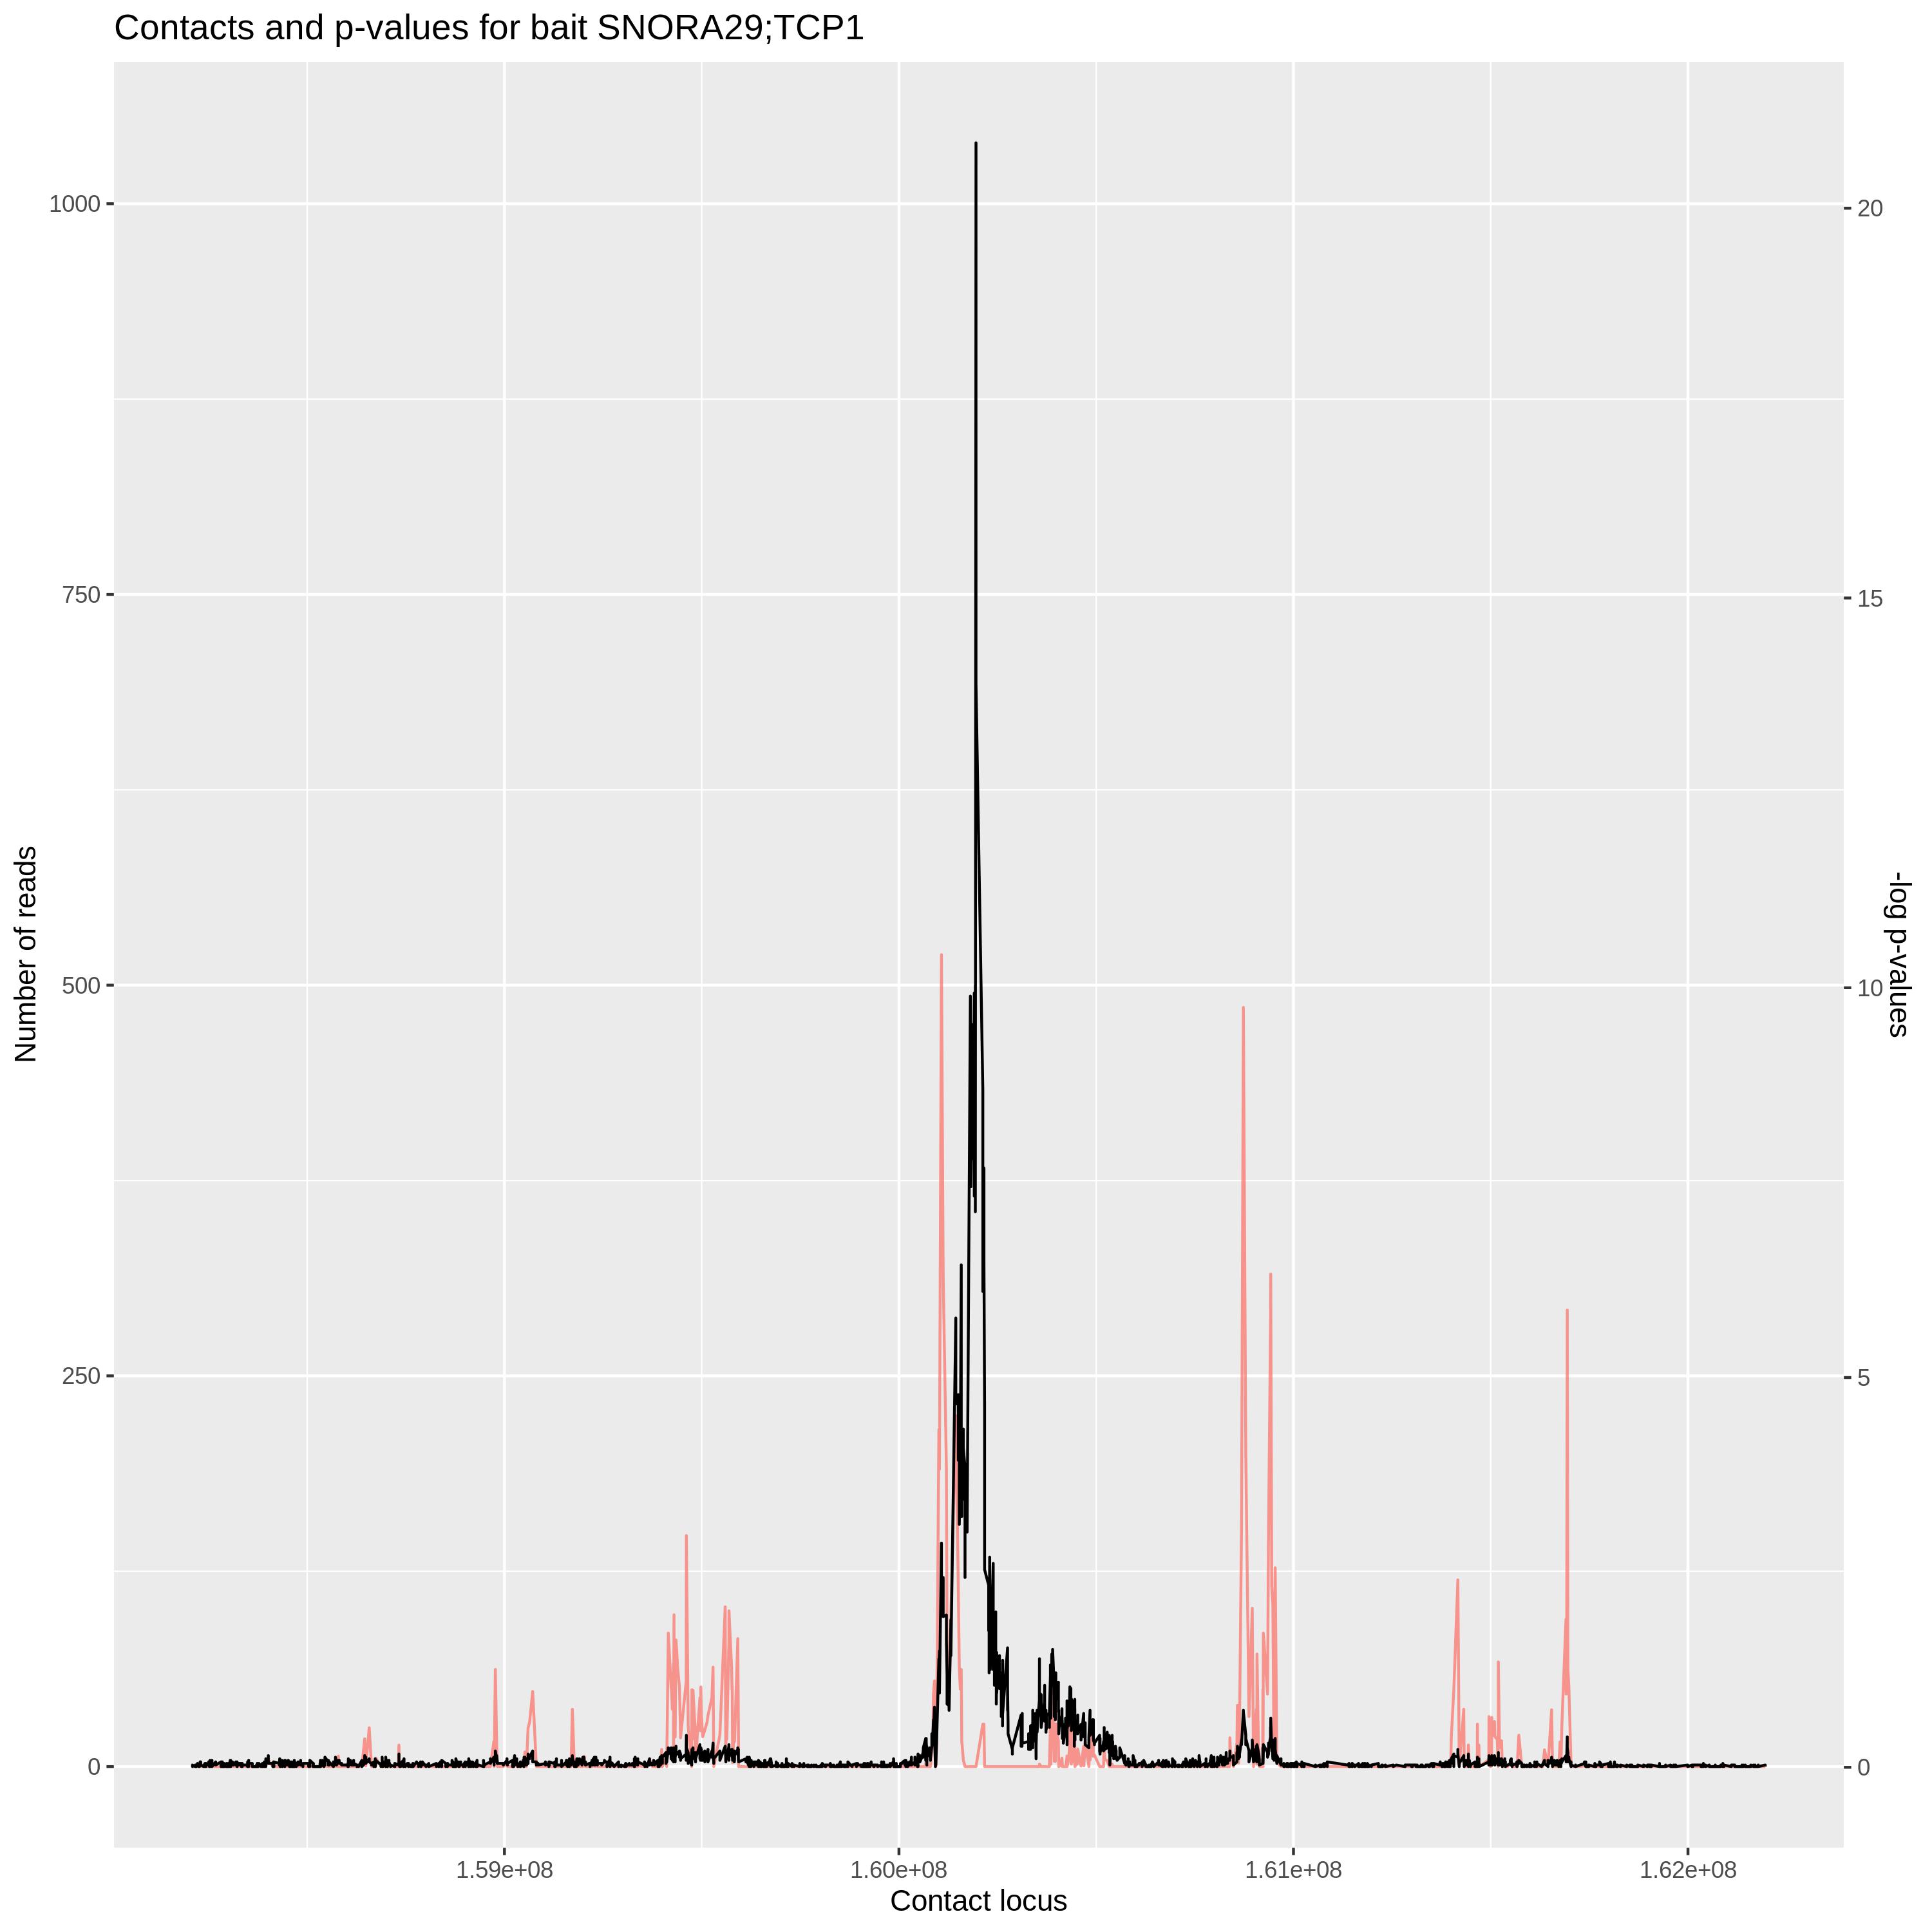 Contacts and p-values for bait SNORA29;TCP1
Number of reads
1000
750
500
250
0
20
15
10
5
0
-log p-values
1.59e+08
1.60e+08
1.61e+08
1.62e+08
Contact locus